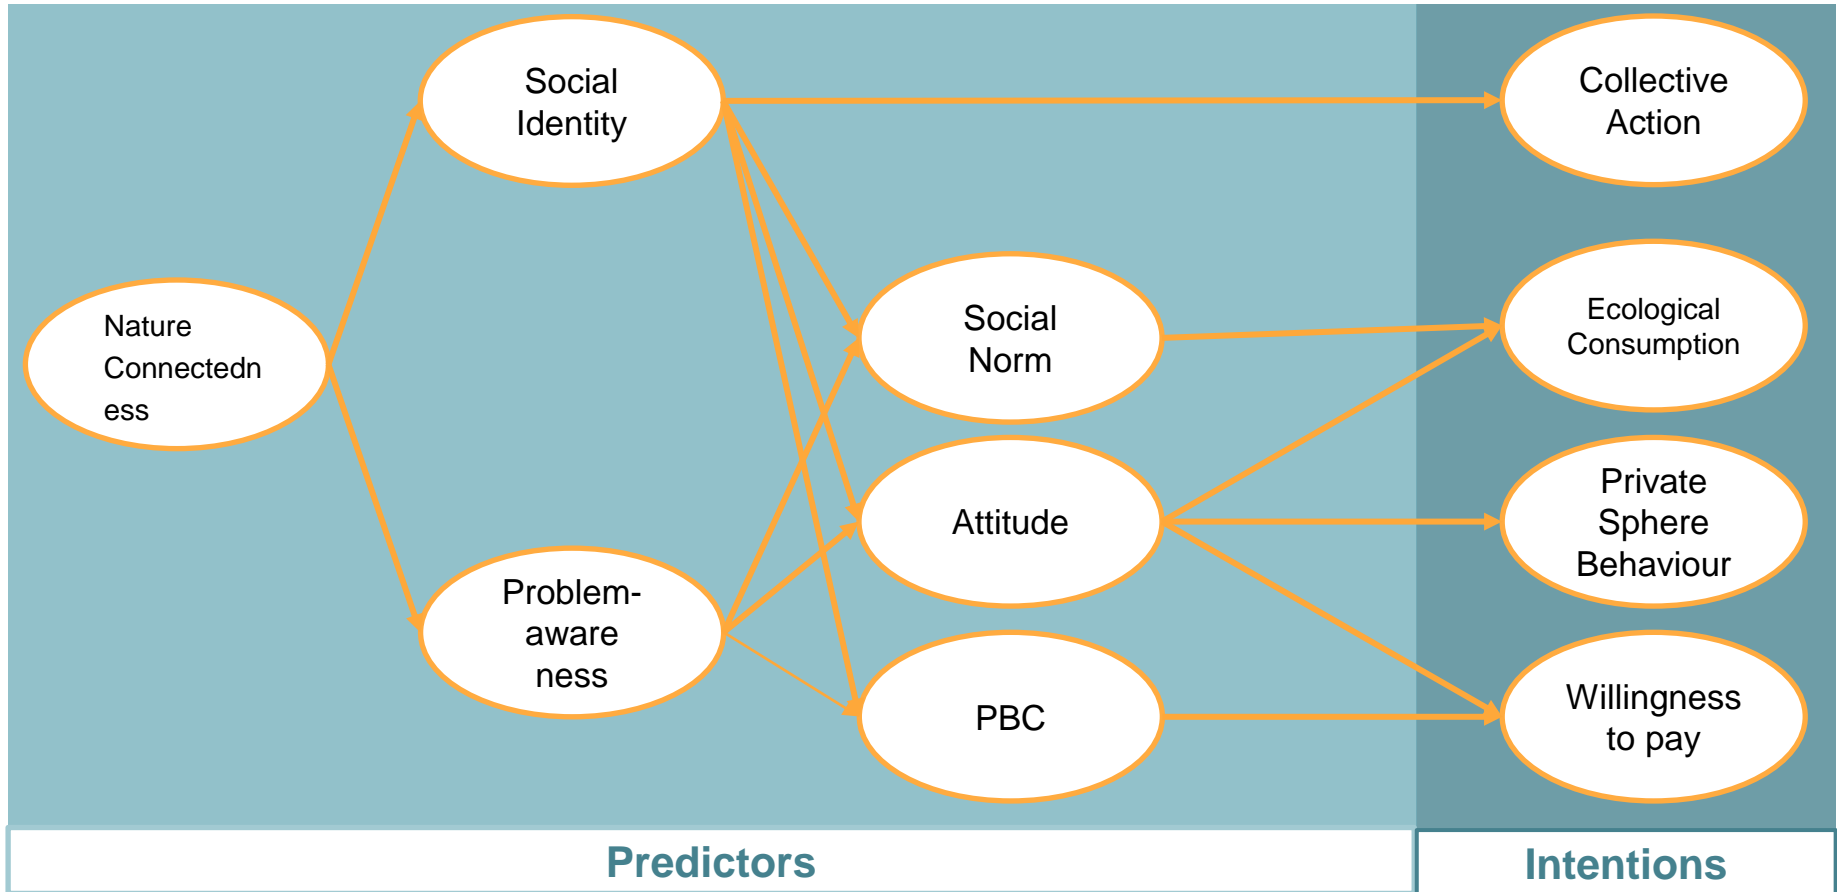 Social
Identity
Collective
Action
Nature
Connectedn
ess
Social
Norm
Ecological
Consumption
Attitude
Private
Sphere
Behaviour
Problem-
aware
ness
PBC
Willingness
to pay
Predictors
Intentions